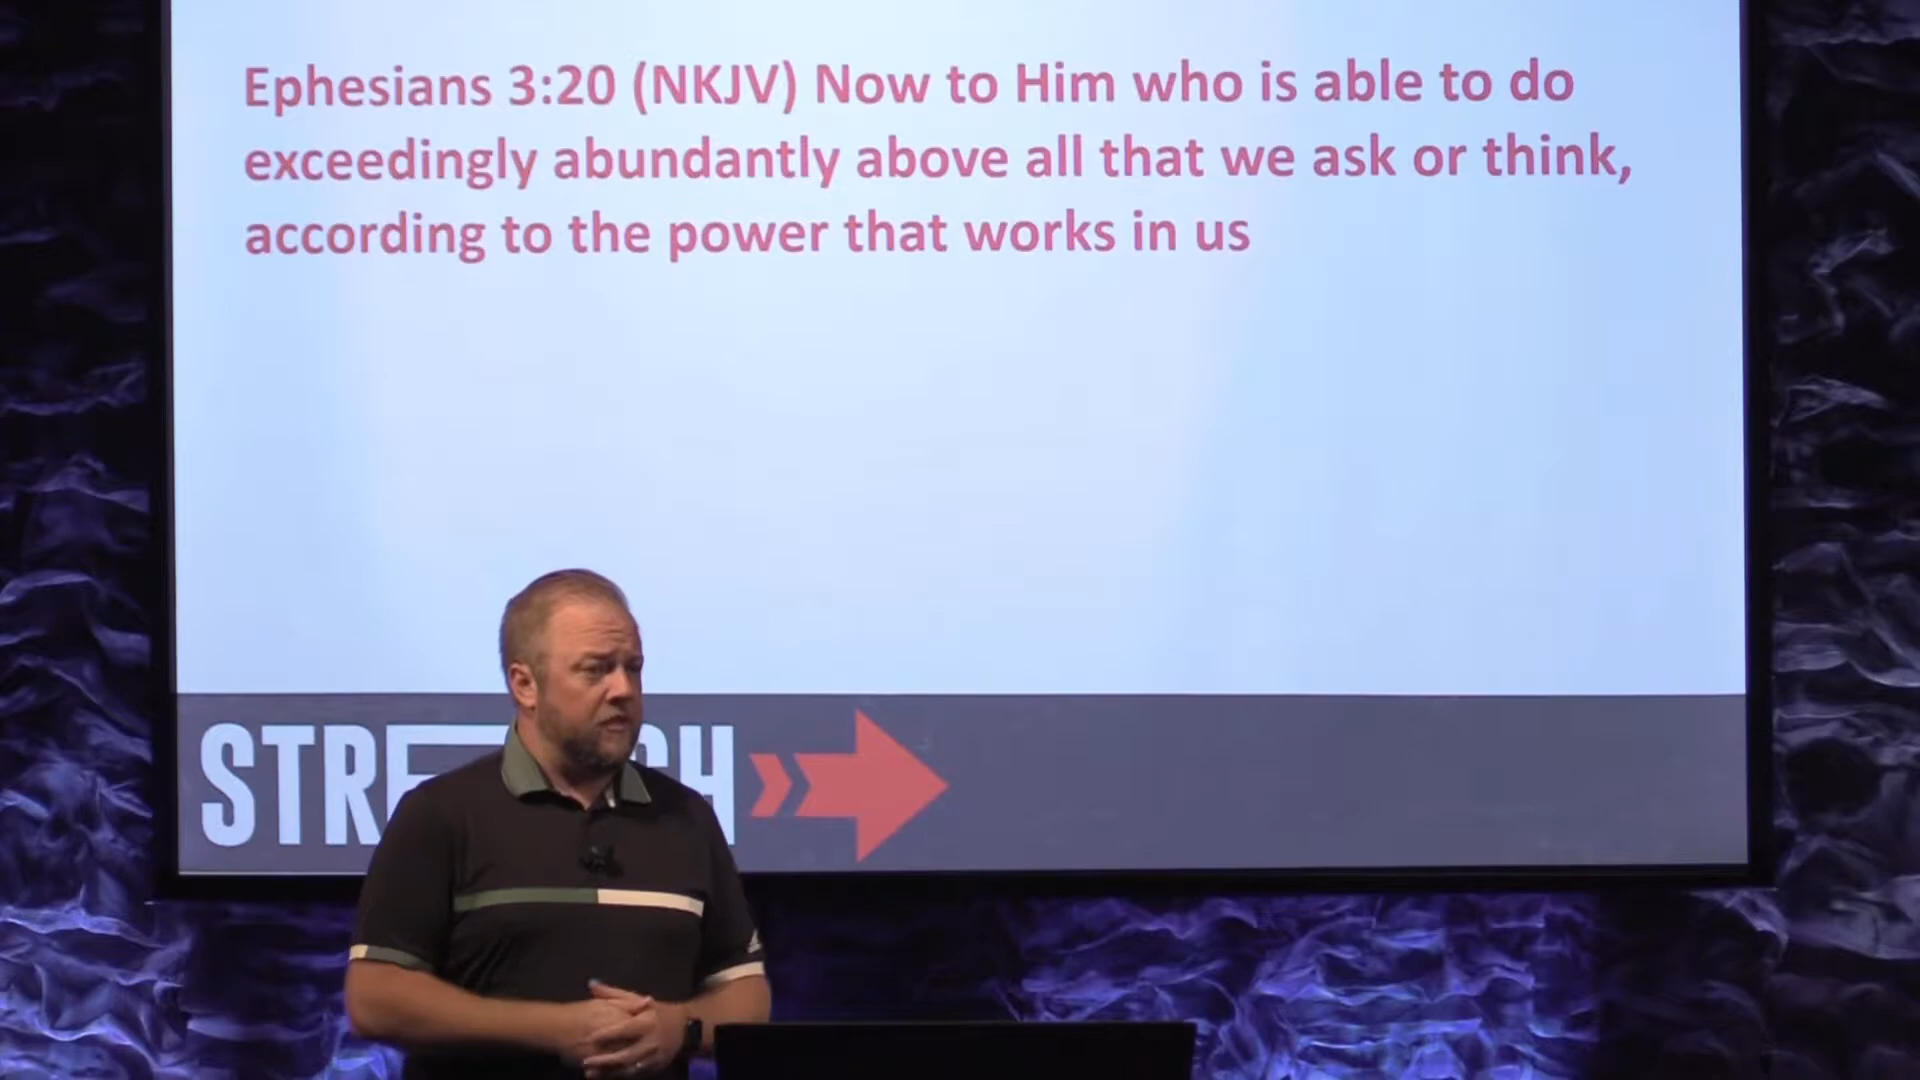 Ephesians 3:20 (NKJV) Now to Him who is able to do
exceedingly abundantly above all that we ask or think,
according to the power that works in us